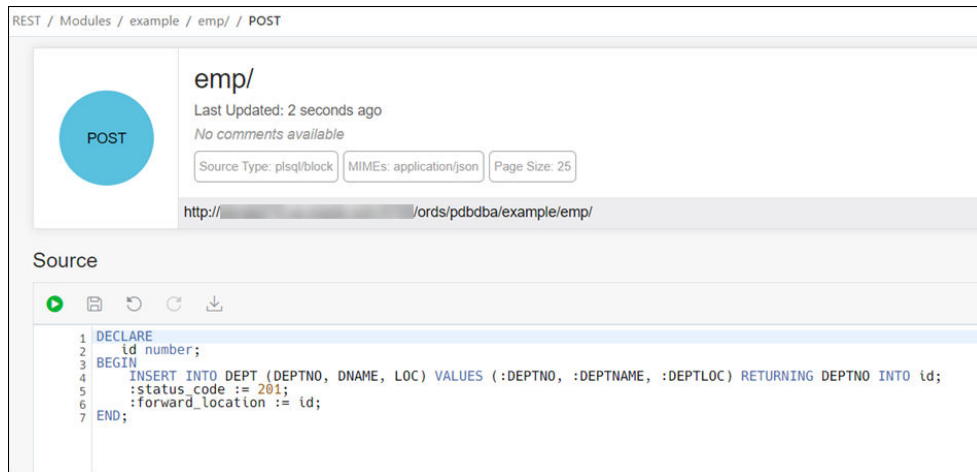 REST / Modules / example / emp/ / POST
POST
emp/
Last Updated: 2 seconds ago
No comments available
Source Type: plsql/block MIMEs: application/json Page Size: 25
http:// /ords/pdbdba/example/emp/
Source
1 DECLARE
2 id number;
3 BEGIN
4 INSERT INTO DEPT (DEPTNO, DNAME, LOC) VALUES (:DEPTNO, :DEPTNAME, :DEPTLOC) RETURNING DEPTNO INTO id;
5 :status_code := 201;
6 :forward_location := id;
7 END;